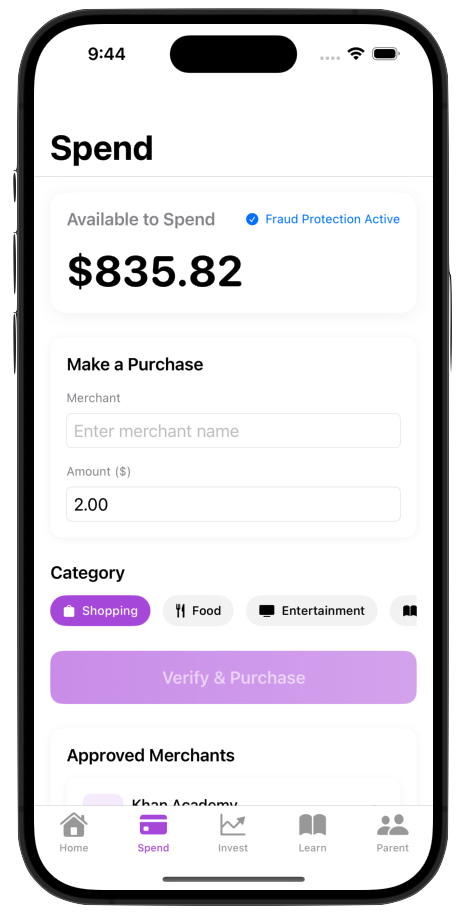 9:44
Spend
Available to Spend
Fraud Protection Active
$835.82
Make a Purchase
Merchant
Enter merchant name
Amount ($)
2.00
Category
Shopping Food Entertainment
Verify & Purchase
Approved Merchants
Khan Academy
Home Spend Invest Learn Parent